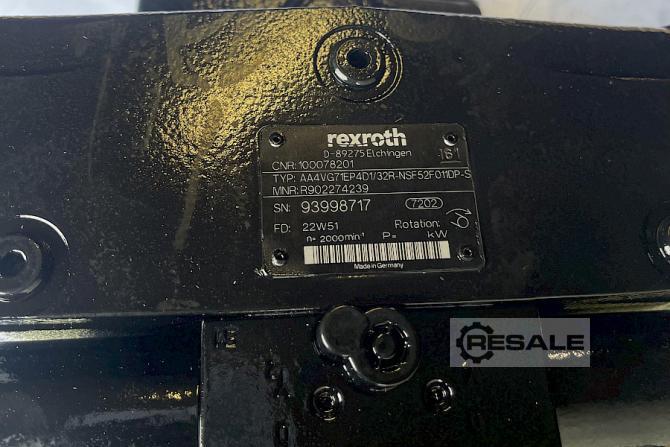 rexroth
D-89275 Elchingen
151
CNR: 100078201
TYP: AA4VG71EP4D1/32R-NSF52F011DP-S
MNR: R902274239
SN: 93998717
7202
FD: 22W51
Rotation:
n= 2000min⁻¹ P= kW
Made in Germany
RESALE